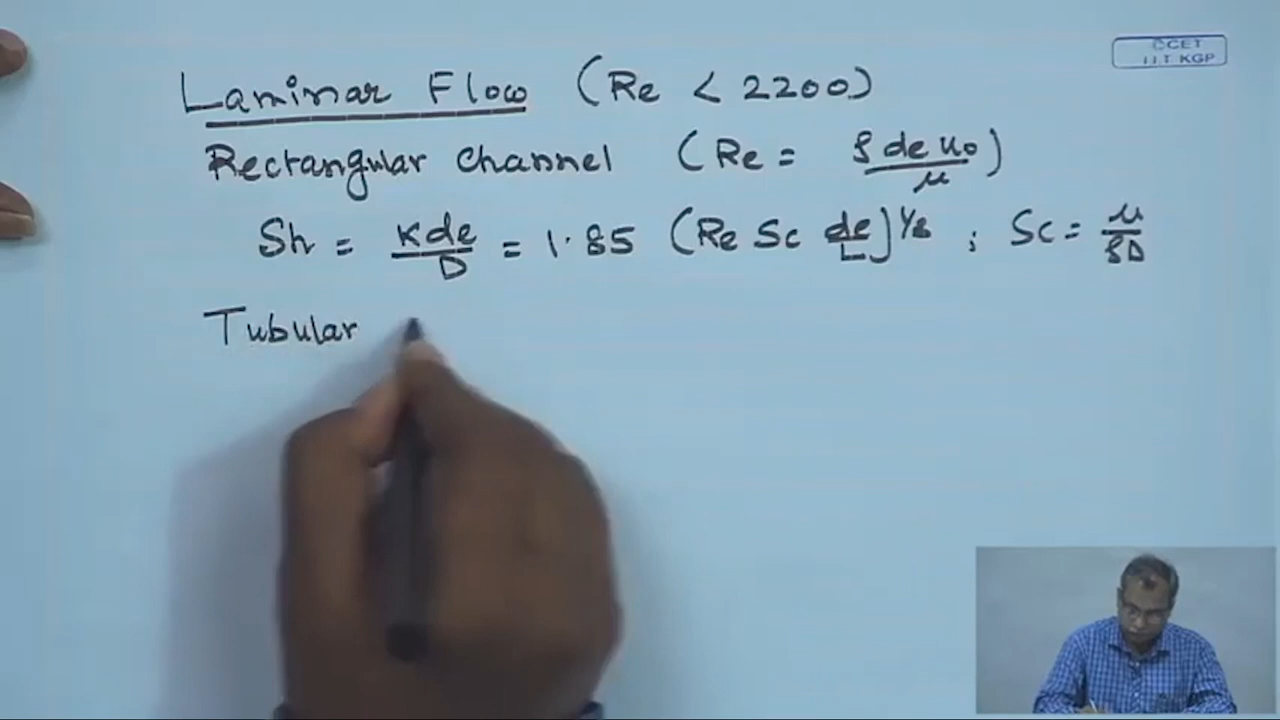 © CET
I.I.T KGP
Laminar Flow (Re < 2200)
Rectangular channel (Re = ρ de u₀ / μ)
Sh = K de / D = 1.85 (Re Sc de/L)^1/3 ; Sc = μ / ρD
Tubular